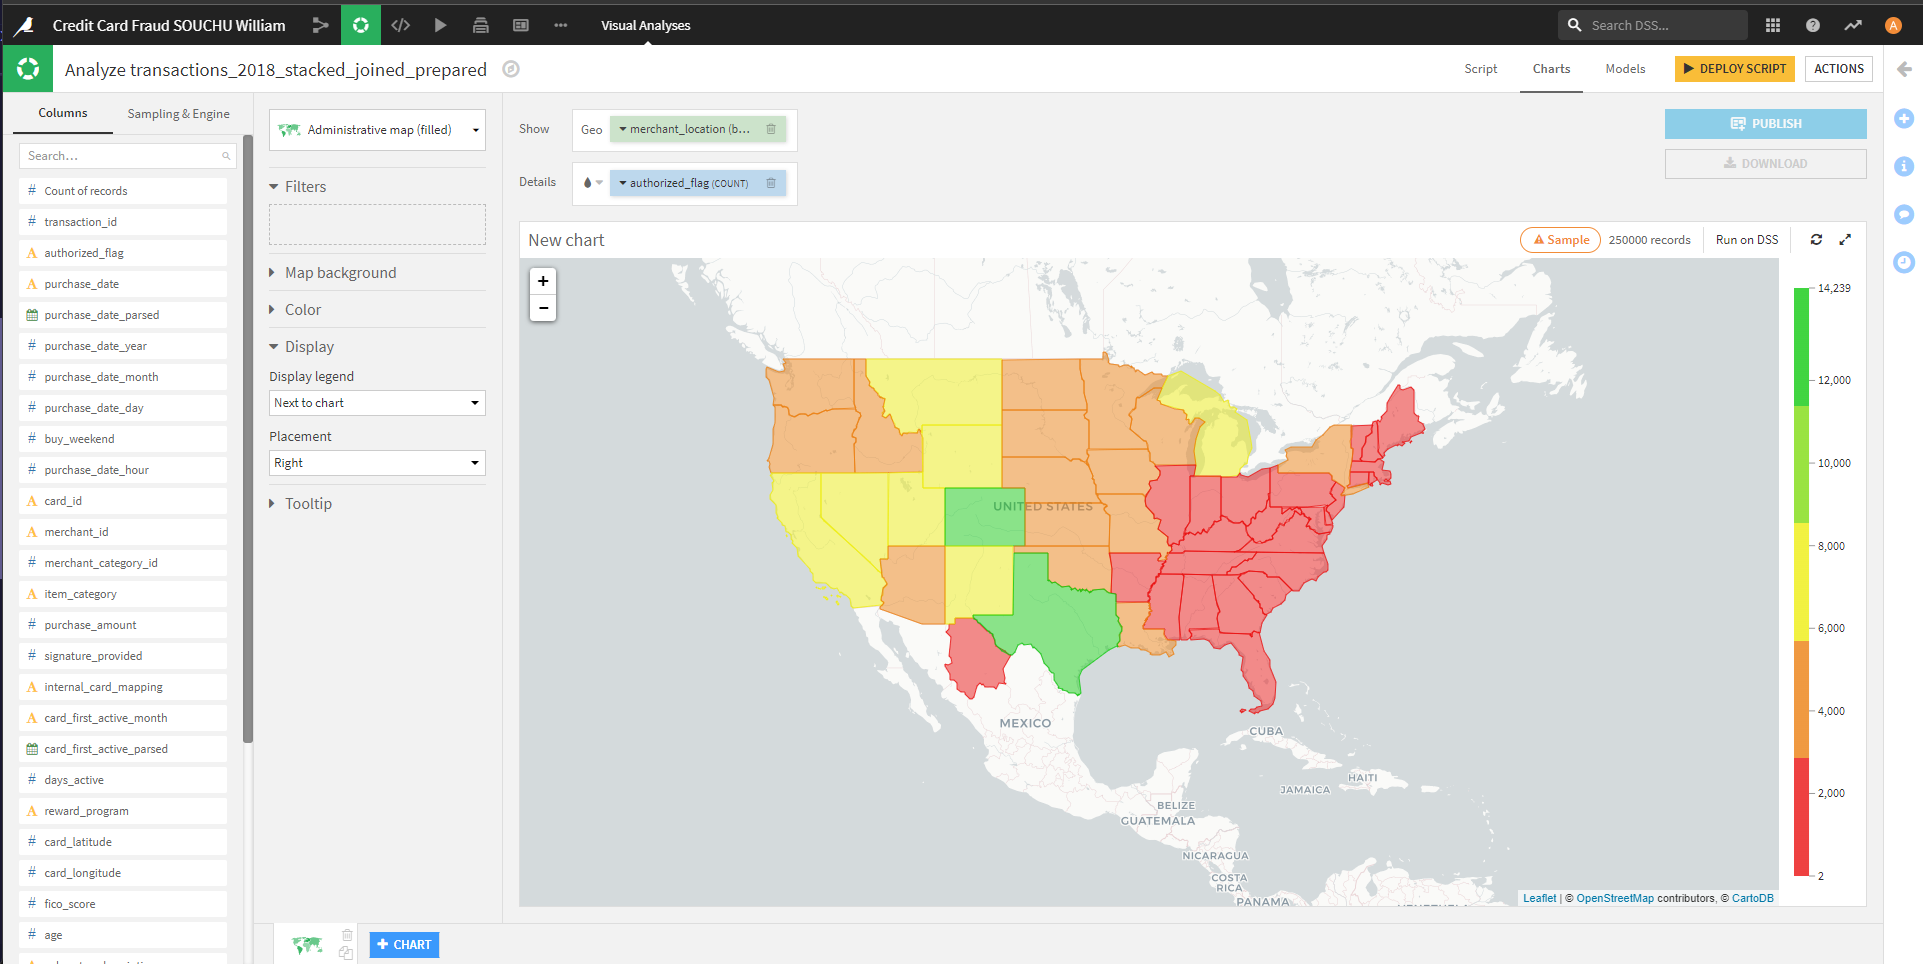 Credit Card Fraud SOUCHU William
Visual Analyses
Search DSS...
A
Analyze transactions_2018_stacked_joined_prepared
Script
Charts
Models
DEPLOY SCRIPT
ACTIONS
Columns
Sampling & Engine
Search...
# Count of records
# transaction_id
A authorized_flag
A purchase_date
purchase_date_parsed
# purchase_date_year
# purchase_date_month
# purchase_date_day
# buy_weekend
# purchase_date_hour
A card_id
A merchant_id
# merchant_category_id
A item_category
# purchase_amount
# signature_provided
A internal_card_mapping
A card_first_active_month
card_first_active_parsed
# days_active
A reward_program
# card_latitude
# card_longitude
# fico_score
# age
Administrative map (filled)
Filters
Map background
Color
Display
Display legend
Next to chart
Placement
Right
Tooltip
Show
Geo
merchant_location (b...
Details
authorized_flag (COUNT)
PUBLISH
DOWNLOAD
New chart
Sample
250000 records
Run on DSS
+
−
UNITED STATES
MEXICO
CUBA
HAITI
JAMAICA
BELIZE
GUATEMALA
NICARAGUA
COSTA
RICA
PANAMA
14,239
12,000
10,000
8,000
6,000
4,000
2,000
2
Leaflet | © OpenStreetMap contributors, © CartoDB
+ CHART